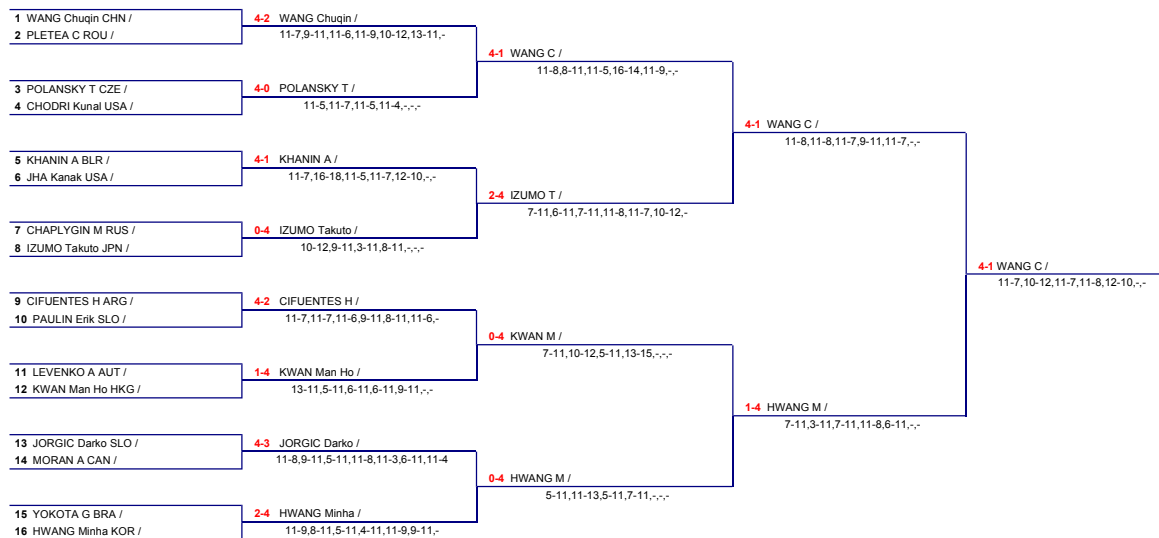 1 WANG Chuqin CHN /
2 PLETEA C ROU /
4-2 WANG Chuqin /
11-7,9-11,11-6,11-9,10-12,13-11,-
3 POLANSKY T CZE /
4 CHODRI Kunal USA /
4-0 POLANSKY T /
11-5,11-7,11-5,11-4,-,-,-
4-1 WANG C /
11-8,8-11,11-5,16-14,11-9,-,-
5 KHANIN A BLR /
6 JHA Kanak USA /
4-1 KHANIN A /
11-7,16-18,11-5,11-7,12-10,-,-
7 CHAPLYGIN M RUS /
8 IZUMO Takuto JPN /
0-4 IZUMO Takuto /
10-12,9-11,3-11,8-11,-,-,-
2-4 IZUMO T /
7-11,6-11,7-11,11-8,11-7,10-12,-
4-1 WANG C /
11-8,11-8,11-7,9-11,11-7,-,-
9 CIFUENTES H ARG /
10 PAULIN Erik SLO /
4-2 CIFUENTES H /
11-7,11-7,11-6,9-11,8-11,11-6,-
11 LEVENKO A AUT /
12 KWAN Man Ho HKG /
1-4 KWAN Man Ho /
13-11,5-11,6-11,6-11,9-11,-,-
0-4 KWAN M /
7-11,10-12,5-11,13-15,-,-,-
13 JORGIC Darko SLO /
14 MORAN A CAN /
4-3 JORGIC Darko /
11-8,9-11,5-11,11-8,11-3,6-11,11-4
15 YOKOTA G BRA /
16 HWANG Minha KOR /
2-4 HWANG Minha /
11-9,8-11,5-11,4-11,11-9,9-11,-
0-4 HWANG M /
5-11,11-13,5-11,7-11,-,-,-
1-4 HWANG M /
7-11,3-11,7-11,11-8,6-11,-,-
4-1 WANG C /
11-7,10-12,11-7,11-8,12-10,-,-